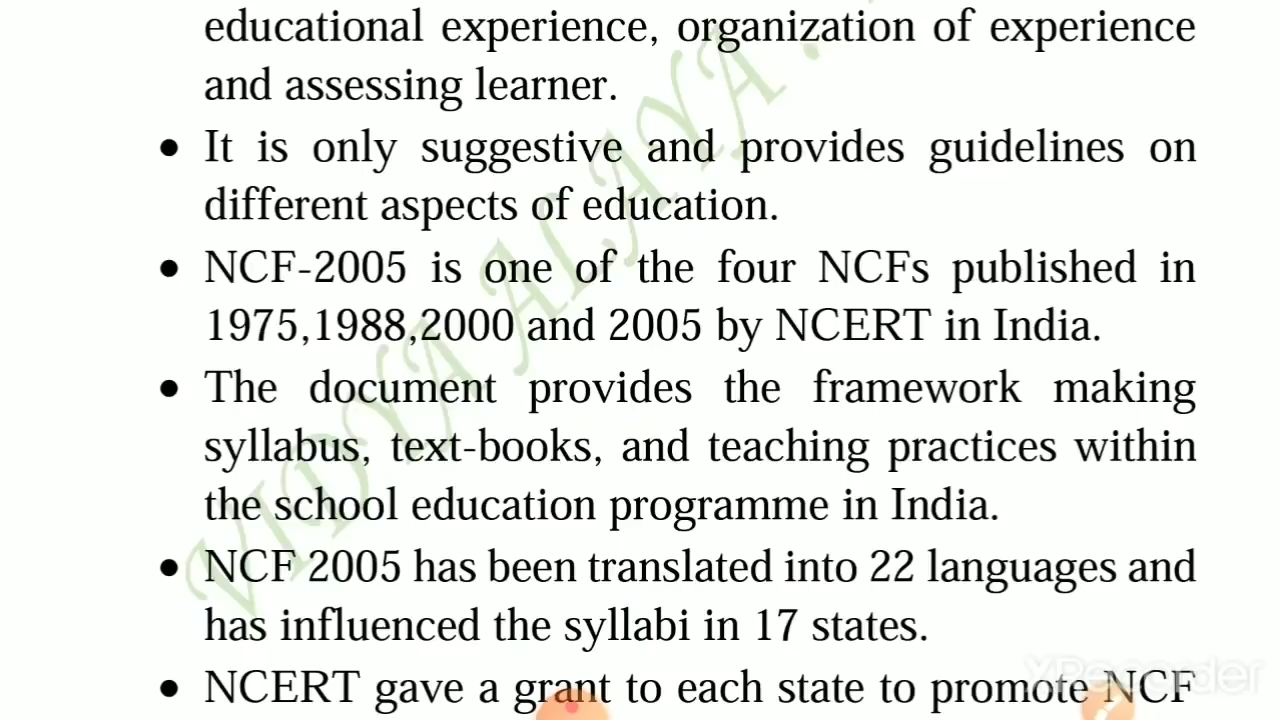 educational experience, organization of experience
and assessing learner.
• It is only suggestive and provides guidelines on
different aspects of education.
• NCF-2005 is one of the four NCFs published in
1975,1988,2000 and 2005 by NCERT in India.
• The document provides the framework making
syllabus, text-books, and teaching practices within
the school education programme in India.
• NCF 2005 has been translated into 22 languages and
has influenced the syllabi in 17 states.
• NCERT gave a grant to each state to promote NCF
VIDYA ALAYA
XRecorder